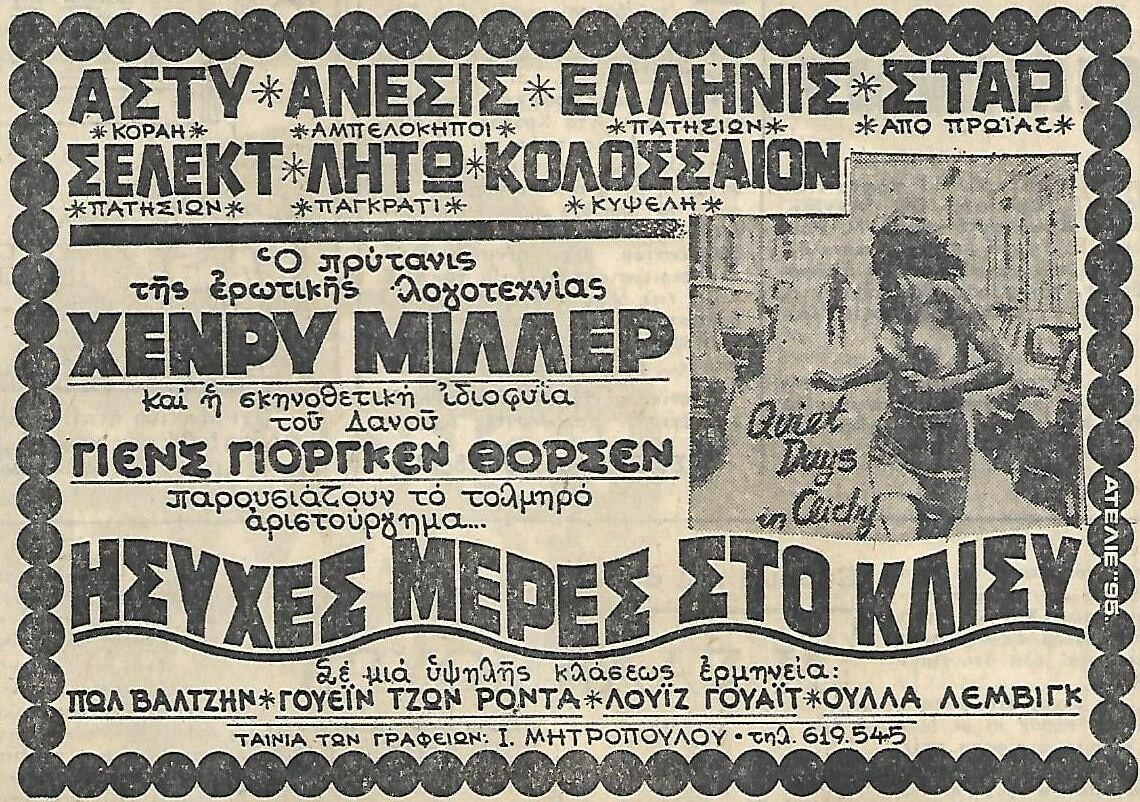 ΑΣΤΥ * ΑΝΕΣΙΣ * ΕΛΛΗΝΙΣ * ΣΤΑΡ
*ΚΟΡΑΗ* *ΑΜΠΕΛΟΚΗΠΟΙ* *ΠΑΤΗΣΙΩΝ* *ΑΠΟ ΠΡΩΪΑΣ*
ΣΕΛΕΚΤ * ΛΗΤΩ * ΚΟΛΟΣΣΑΙΟΝ
*ΠΑΤΗΣΙΩΝ* *ΠΑΓΚΡΑΤΙ* *ΚΥΨΕΛΗ*
Ὁ πρύτανις
τῆς ἐρωτικῆς λογοτεχνίας
ΧΕΝΡΥ ΜΙΛΛΕΡ
καί ἡ σκηνοθετική ἰδιοφυΐα
τοῦ Δανοῦ
ΓΙΕΝΣ ΓΙΟΡΓΚΕΝ ΘΟΡΣΕΝ
παρουσιάζουν τό τολμηρό
ἀριστούργημα...
Quiet
Days
in Clichy
ΗΣΥΧΕΣ ΜΕΡΕΣ ΣΤΟ ΚΛΙΣΥ
Σέ μιά ὑψηλῆς κλάσεως ἑρμηνεία:
ΠΩΛ ΒΑΛΤΖΗΝ * ΓΟΥΕΪΝ ΤΖΩΝ ΡΟΝΤΑ * ΛΟΥΪΖ ΓΟΥΑΪΤ * ΟΥΛΛΑ ΛΕΜΒΙΓΚ
ΤΑΙΝΙΑ ΤΩΝ ΓΡΑΦΕΙΩΝ: Ι. ΜΗΤΡΟΠΟΥΛΟΥ • τηλ. 619.545
ΑΤΕΛΙΕ "95.